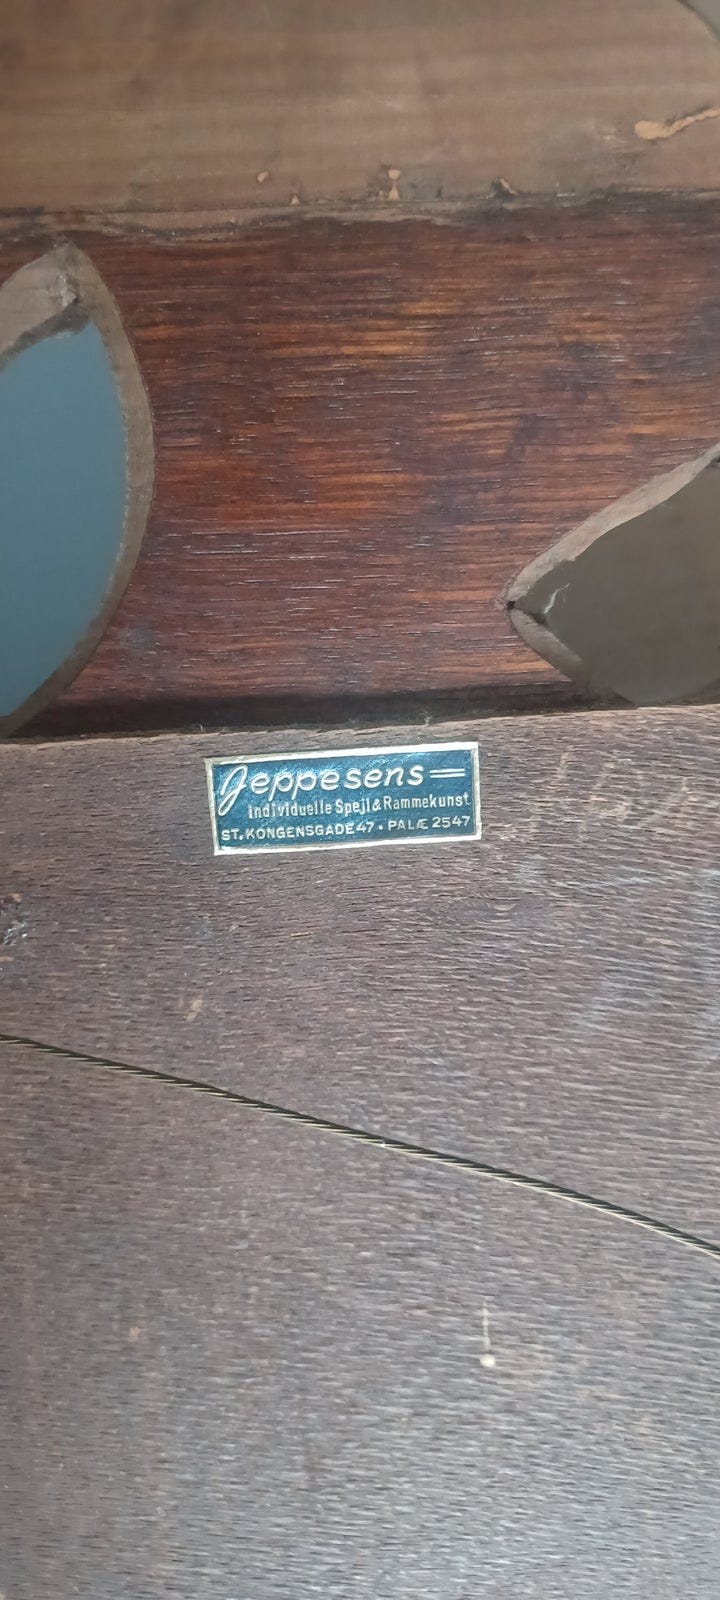 Jeppesens
Individuelle Spejl & Rammekunst
ST. KONGENSGADE 47 • PALÆ 2547